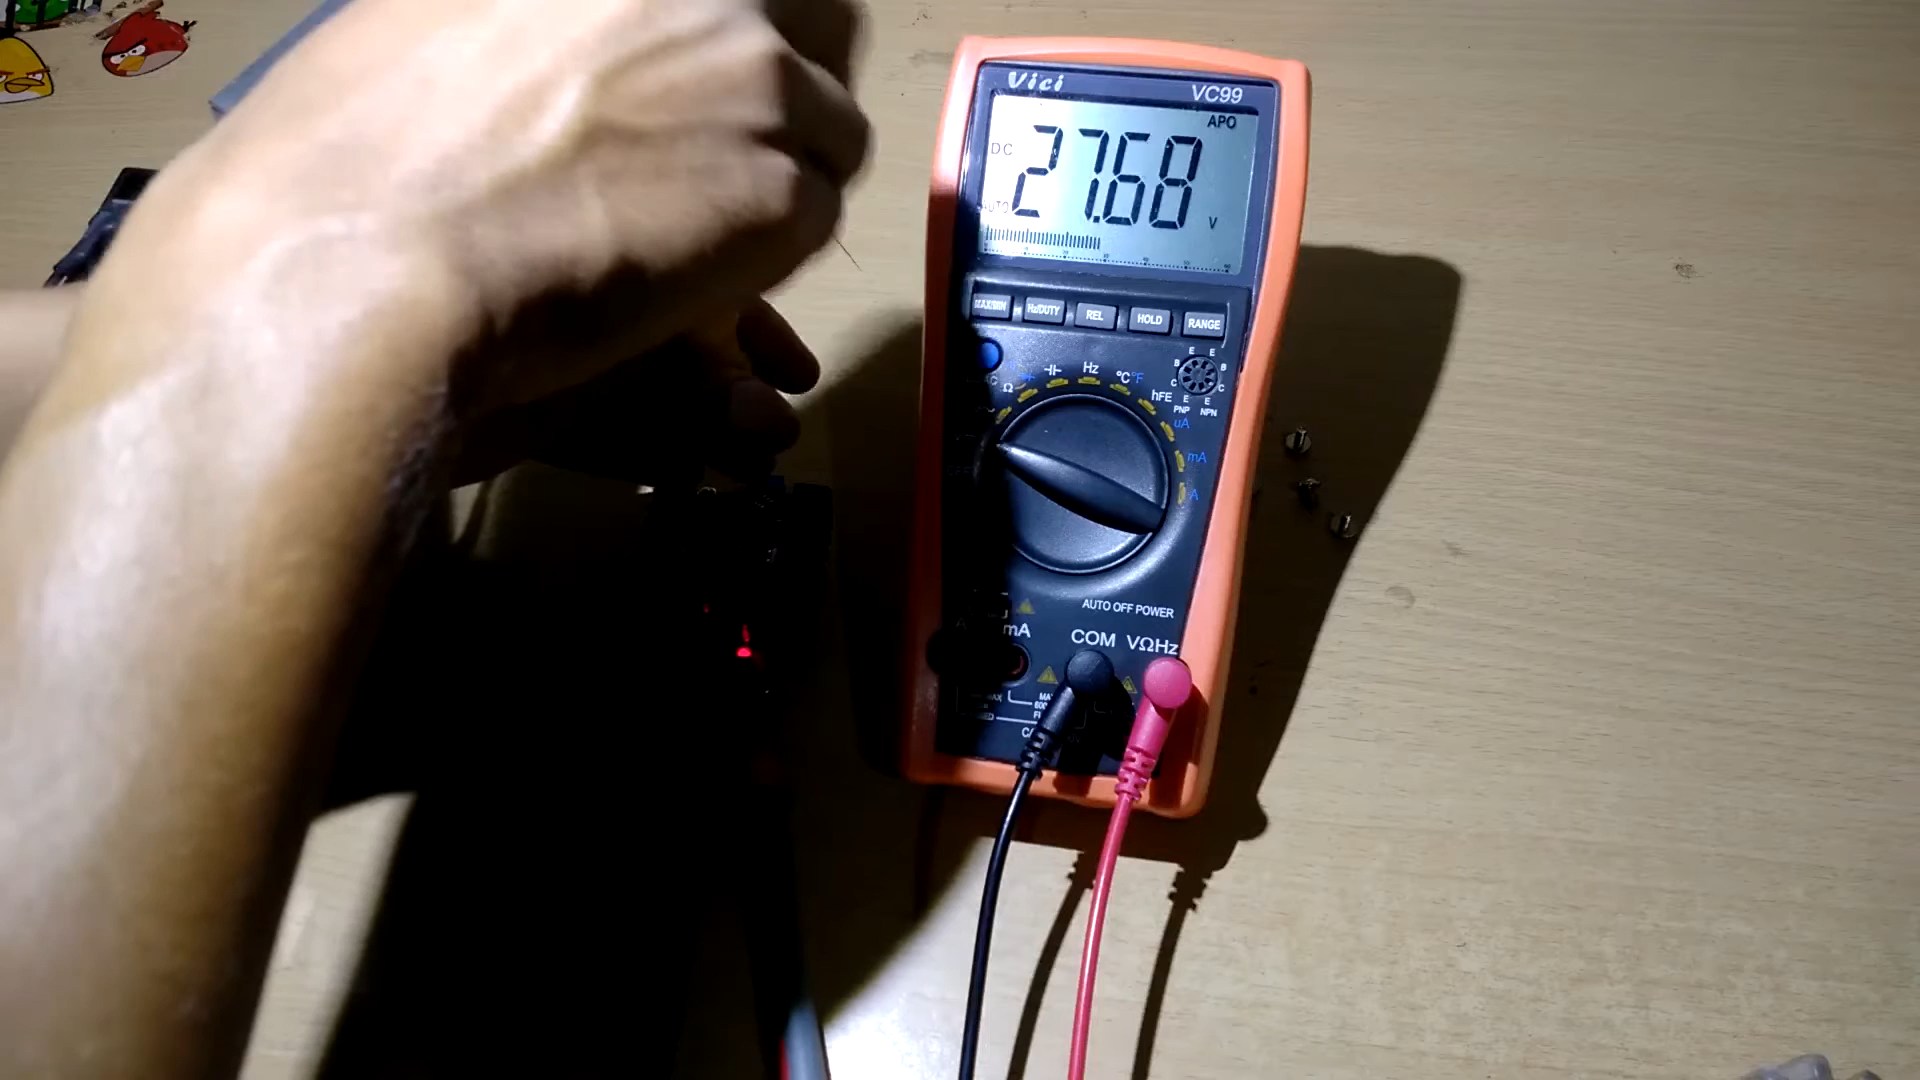 Vici
VC99
APO
DC
27.68
AUTO
V
MAX/MIN
Hz/DUTY
REL
HOLD
RANGE
Hz
°C°F
Ω
hFE
E E
B B
C C
E E
PNP NPN
uA
mA
A
AUTO OFF POWER
mA
COM
VΩHz